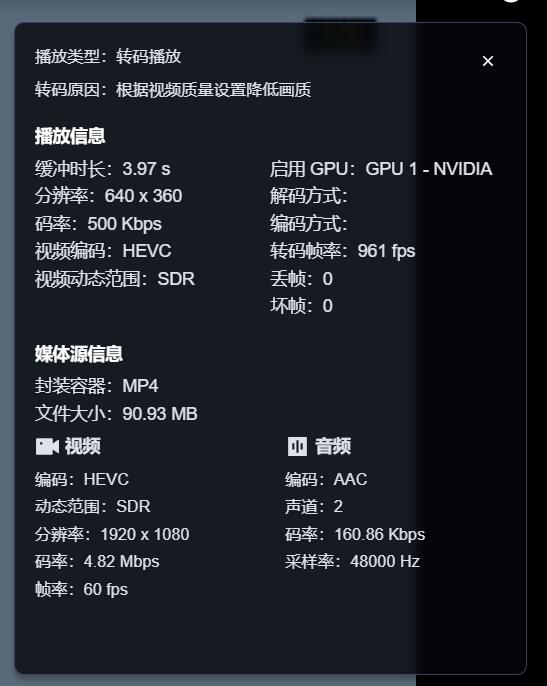 播放类型：转码播放
转码原因：根据视频质量设置降低画质
播放信息
缓冲时长：3.97 s
启用 GPU：GPU 1 - NVIDIA
分辨率：640 x 360
解码方式：
码率：500 Kbps
编码方式：
视频编码：HEVC
转码帧率：961 fps
视频动态范围：SDR
丢帧：0
坏帧：0
媒体源信息
封装容器：MP4
文件大小：90.93 MB
视频
编码：HEVC
动态范围：SDR
分辨率：1920 x 1080
码率：4.82 Mbps
帧率：60 fps
音频
编码：AAC
声道：2
码率：160.86 Kbps
采样率：48000 Hz